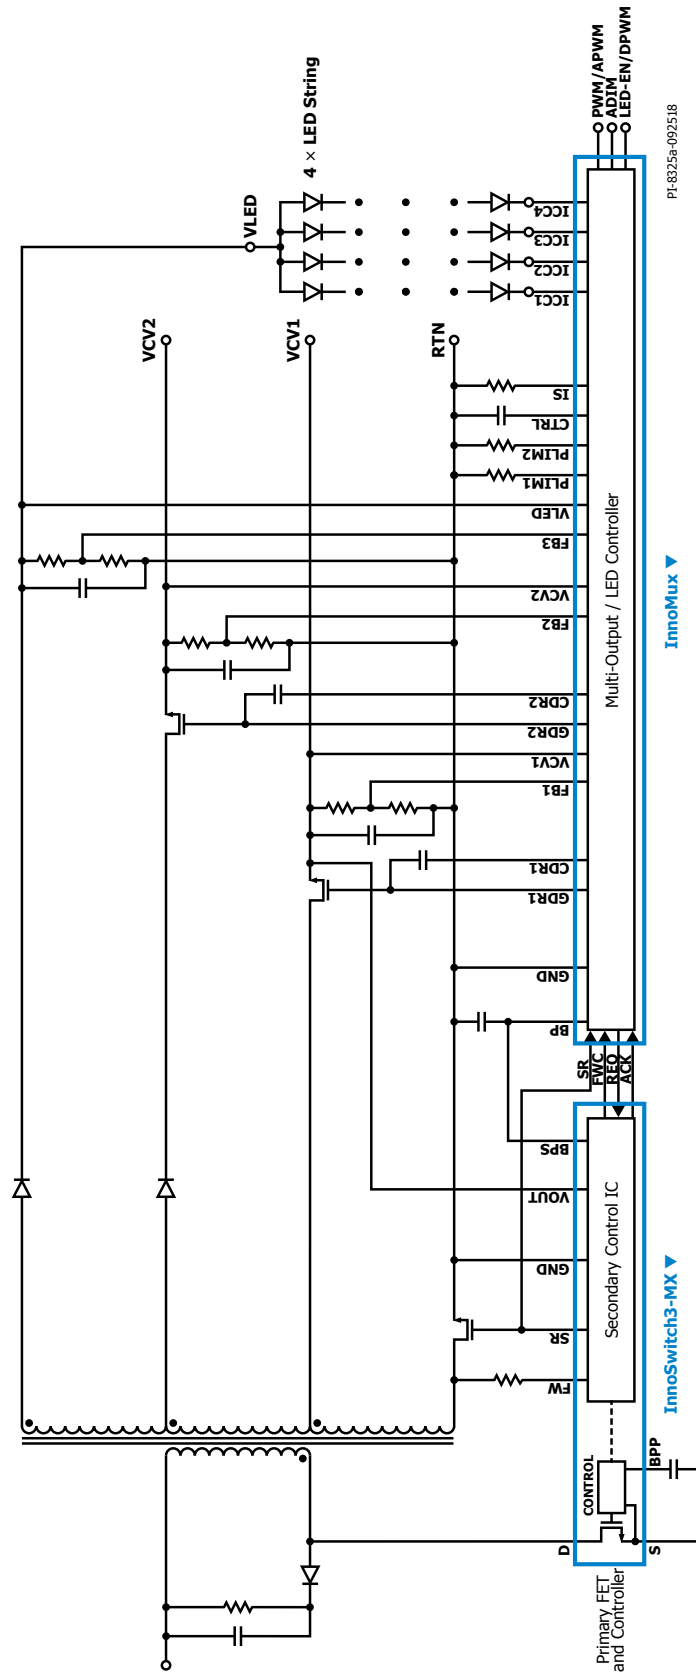 VLED
4 × LED String
VCV2
VCV1
RTN
PWM/APWM
ADIM
LED-EN/DPWM
PI-8325a-092518
ICC4
ICC3
ICC2
ICC1
IS
CTRL
PLIM2
PLIM1
VLED
FB3
VCV2
FB2
CDR2
GDR2
VCV1
FB1
CDR1
GDR1
GND
BP
Multi-Output / LED Controller
InnoMux
SR
FWC
REQ
ACK
BPS
VOUT
GND
SR
FW
Secondary Control IC
InnoSwitch3-MX
CONTROL
BPP
D
S
Primary FET
and Controller